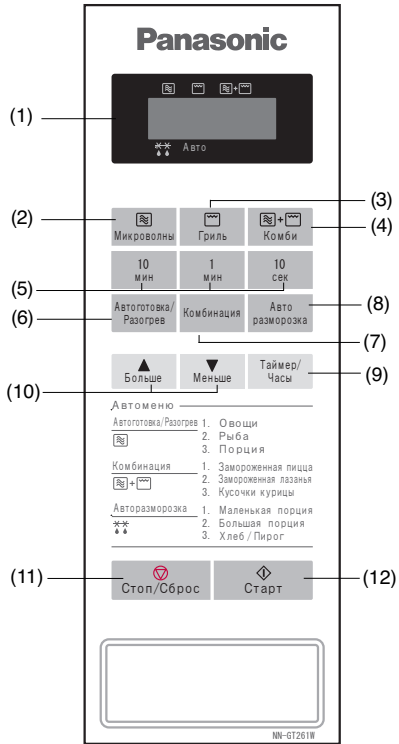 Panasonic
(1)
Авто
(3)
(2)
(4)
Микроволны
Гриль
Комби
10 мин
1 мин
10 сек
(5)
(6)
Автоготовка/
Разогрев
Комбинация
Авто
разморозка
(8)
(7)
Больше
Меньше
Таймер/
Часы
(9)
(10)
Автоменю
Автоготовка/Разогрев 1. Овощи
2. Рыба
3. Порция
Комбинация 1. Замороженная пицца
2. Замороженная лазанья
3. Кусочки курицы
Авторазморозка 1. Маленькая порция
2. Большая порция
3. Хлеб/Пирог
(11)
(12)
Стоп/Сброс
Старт
NN-GT261W